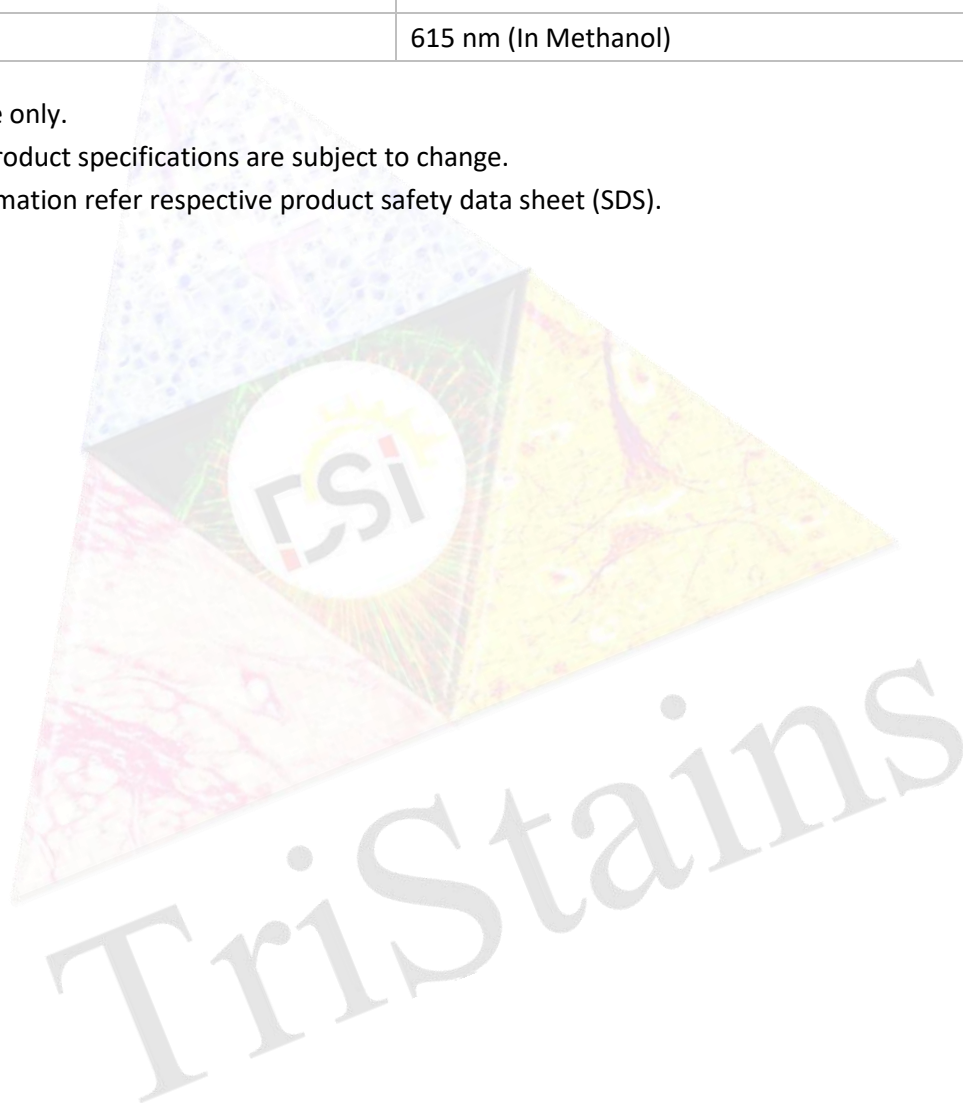 615 nm (In Methanol)
e only.
roduct specifications are subject to change.
mation refer respective product safety data sheet (SDS).
DSi
TriStains